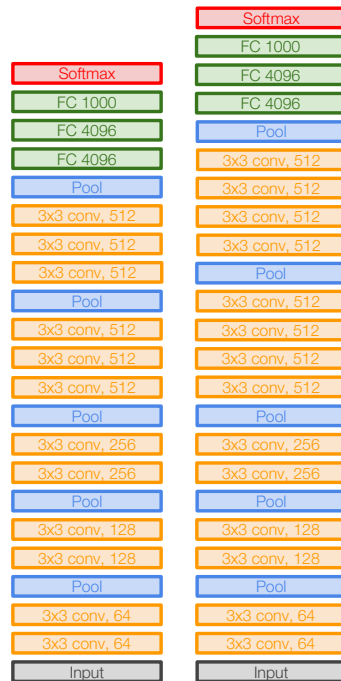 Softmax
FC 1000
FC 4096
FC 4096
Pool
3x3 conv, 512
3x3 conv, 512
3x3 conv, 512
Pool
3x3 conv, 512
3x3 conv, 512
3x3 conv, 512
Pool
3x3 conv, 256
3x3 conv, 256
Pool
3x3 conv, 128
3x3 conv, 128
Pool
3x3 conv, 64
3x3 conv, 64
Input
Softmax
FC 1000
FC 4096
FC 4096
Pool
3x3 conv, 512
3x3 conv, 512
3x3 conv, 512
3x3 conv, 512
Pool
3x3 conv, 512
3x3 conv, 512
3x3 conv, 512
3x3 conv, 512
Pool
3x3 conv, 256
3x3 conv, 256
Pool
3x3 conv, 128
3x3 conv, 128
Pool
3x3 conv, 64
3x3 conv, 64
Input